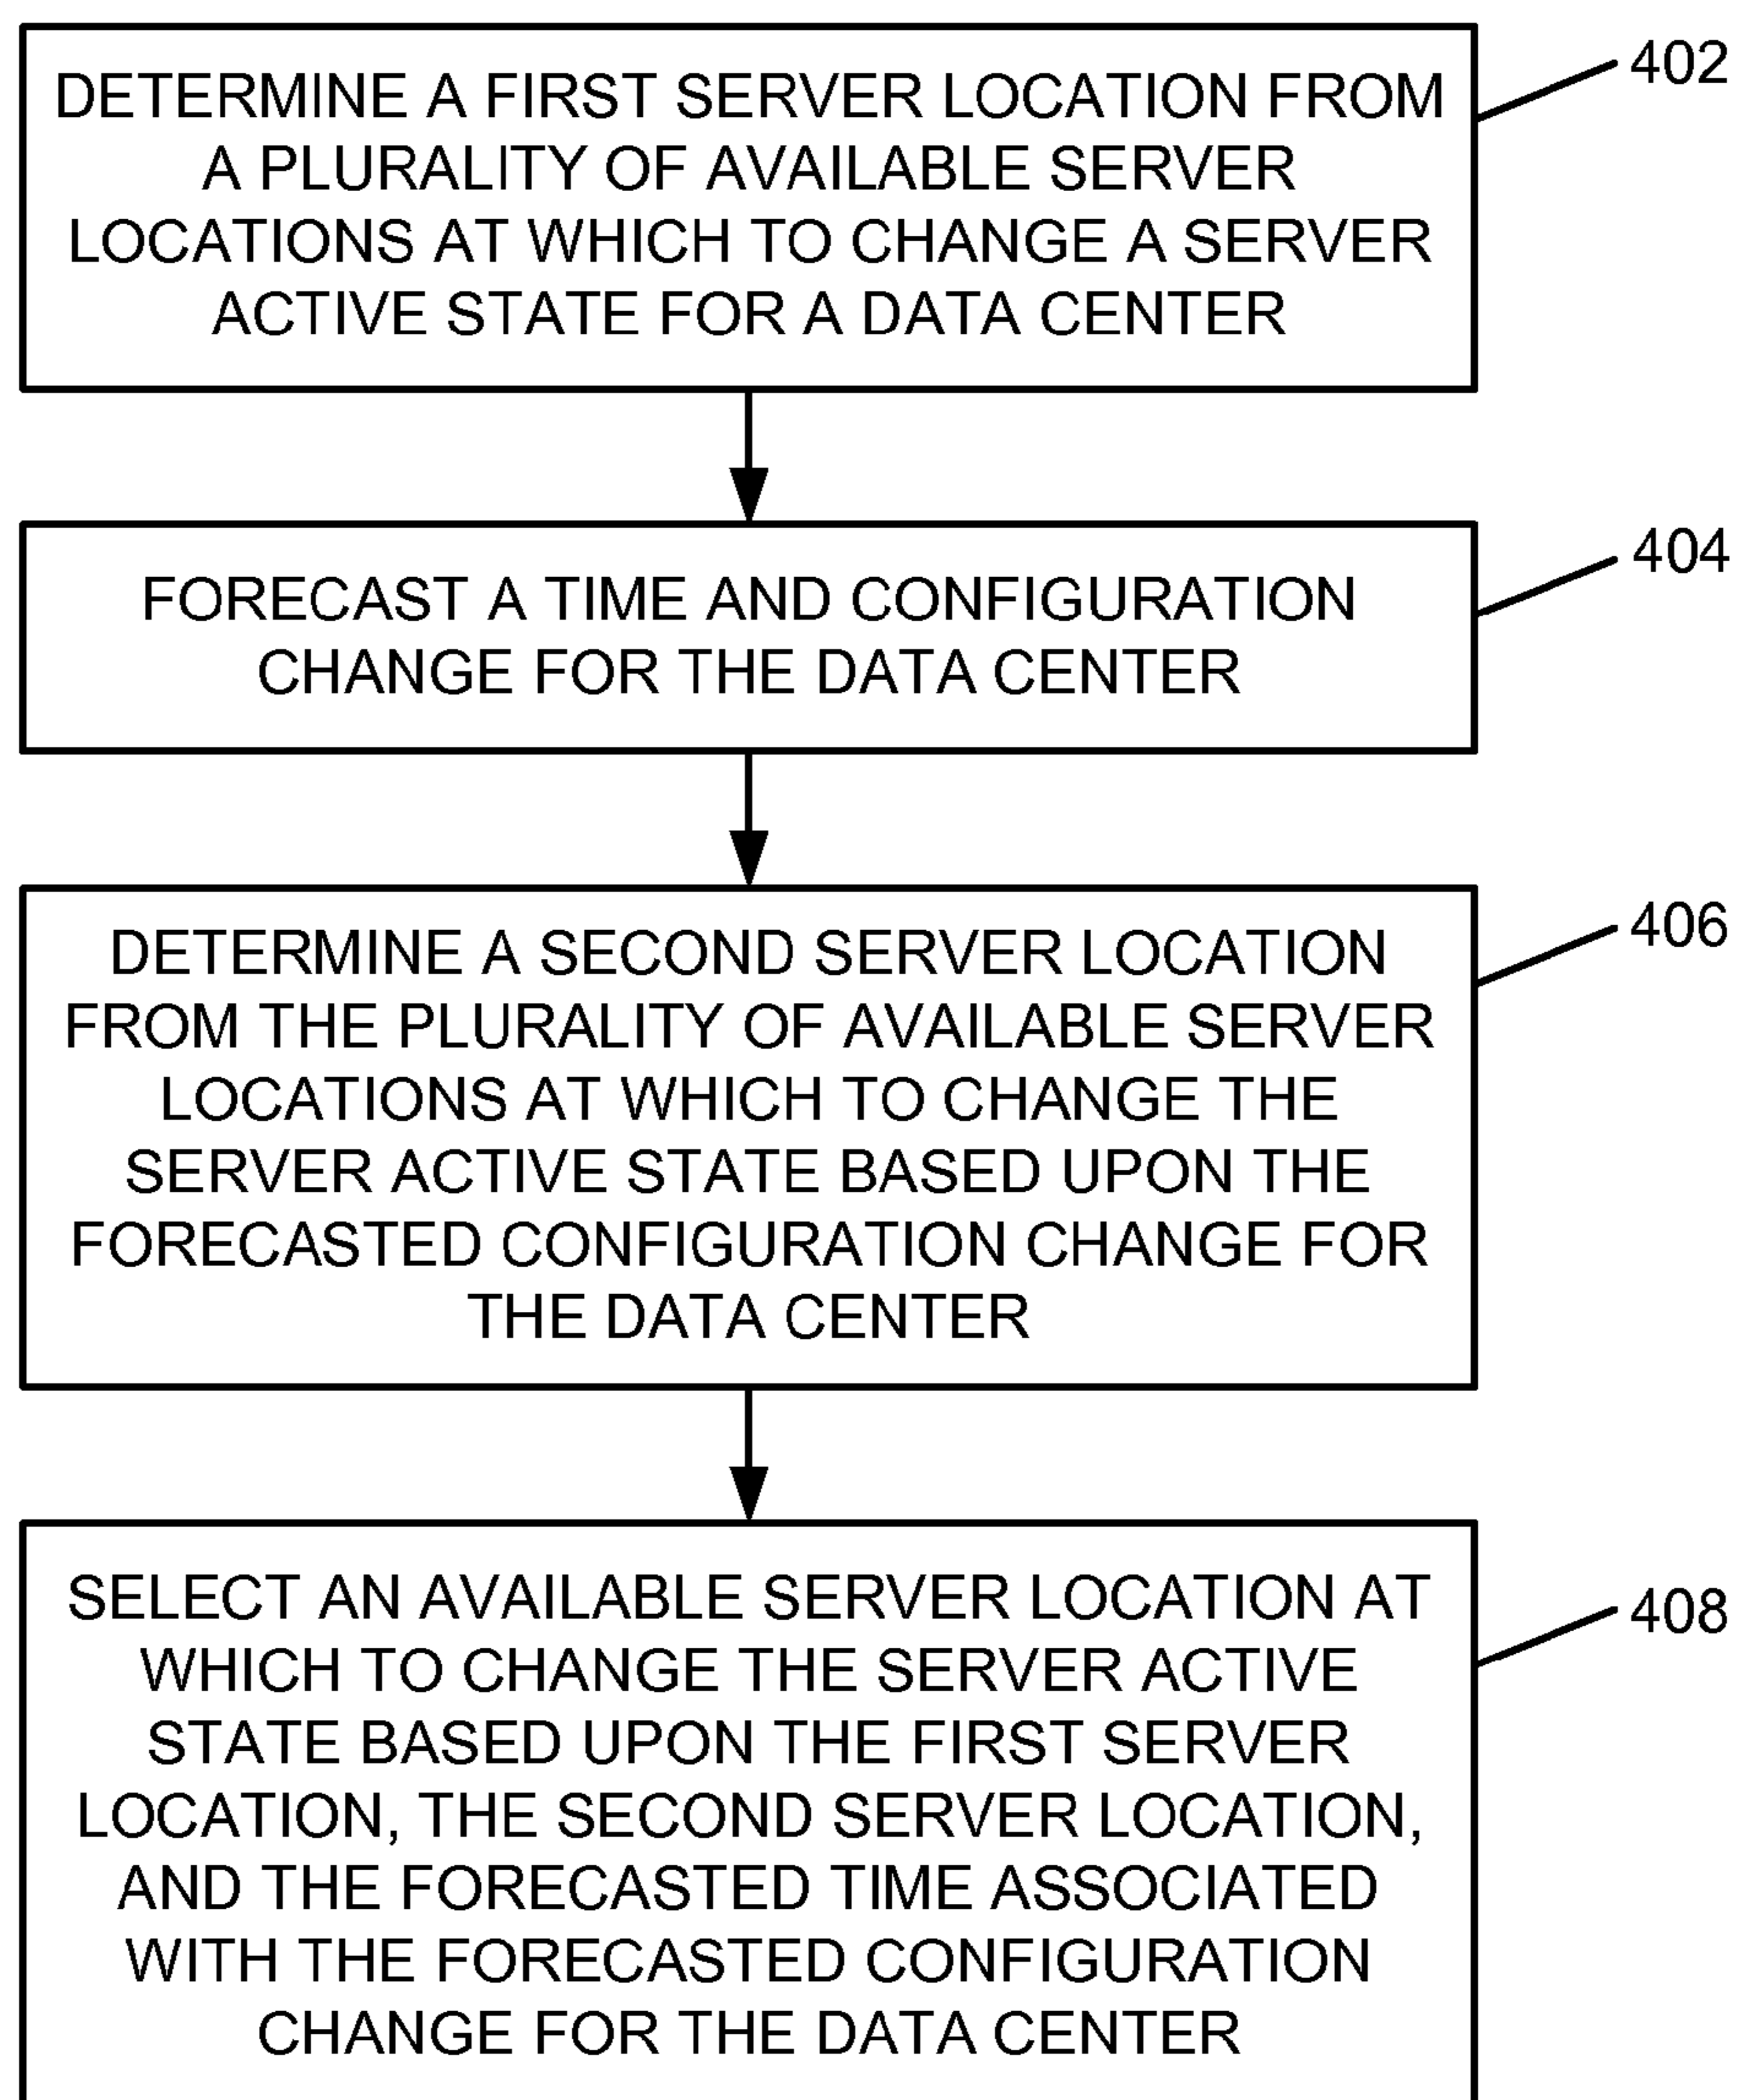 DETERMINE A FIRST SERVER LOCATION FROM
A PLURALITY OF AVAILABLE SERVER
LOCATIONS AT WHICH TO CHANGE A SERVER
ACTIVE STATE FOR A DATA CENTER
402
FORECAST A TIME AND CONFIGURATION
CHANGE FOR THE DATA CENTER
404
DETERMINE A SECOND SERVER LOCATION
FROM THE PLURALITY OF AVAILABLE SERVER
LOCATIONS AT WHICH TO CHANGE THE
SERVER ACTIVE STATE BASED UPON THE
FORECASTED CONFIGURATION CHANGE FOR
THE DATA CENTER
406
SELECT AN AVAILABLE SERVER LOCATION AT
WHICH TO CHANGE THE SERVER ACTIVE
STATE BASED UPON THE FIRST SERVER
LOCATION, THE SECOND SERVER LOCATION,
AND THE FORECASTED TIME ASSOCIATED
WITH THE FORECASTED CONFIGURATION
CHANGE FOR THE DATA CENTER
408